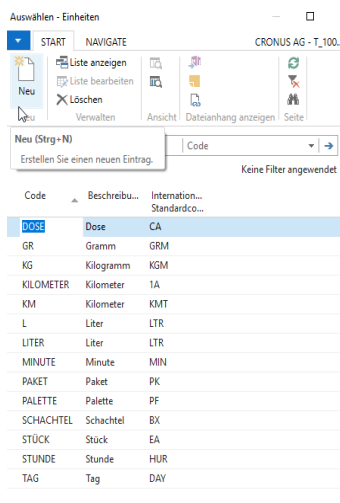 Auswählen - Einheiten
START NAVIGATE CRONUS AG - T_100...
Neu
Liste anzeigen
Liste bearbeiten
Löschen
Verwalten Ansicht Dateianhang anzeigen Seite
Neu (Strg+N)
Erstellen Sie einen neuen Eintrag.
Code
Keine Filter angewendet
Code Beschreibu... Internation... Standardco...
DOSE Dose CA
GR Gramm GRM
KG Kilogramm KGM
KILOMETER Kilometer 1A
KM Kilometer KMT
L Liter LTR
LITER Liter LTR
MINUTE Minute MIN
PAKET Paket PK
PALETTE Palette PF
SCHACHTEL Schachtel BX
STÜCK Stück EA
STUNDE Stunde HUR
TAG Tag DAY